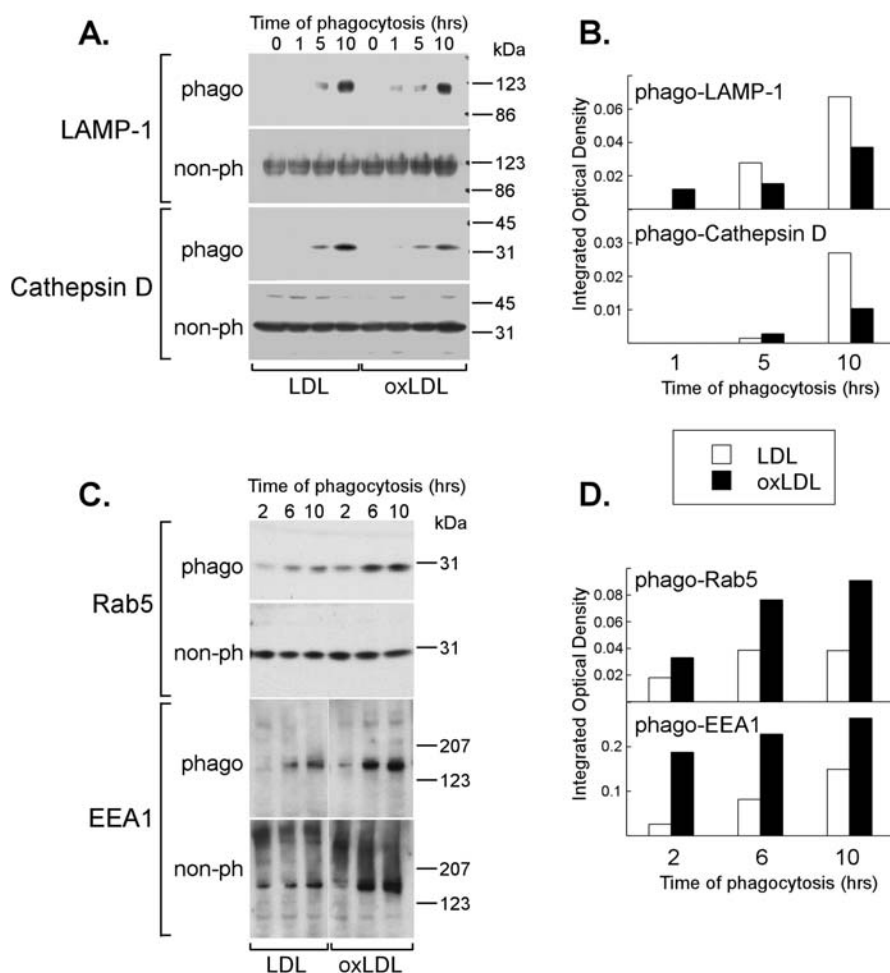 A.
Time of phagocytosis (hrs)
0 1 5 10 0 1 5 10
kDa
LAMP-1
phago
123
86
non-ph
123
86
Cathepsin D
phago
45
31
non-ph
45
31
LDL
oxLDL
B.
Integrated Optical Density
phago-LAMP-1
0.06
0.04
0.02
phago-Cathepsin D
0.03
0.02
0.01
1 5 10
Time of phagocytosis (hrs)
LDL
oxLDL
C.
Time of phagocytosis (hrs)
2 6 10 2 6 10
kDa
Rab5
phago
31
non-ph
31
EEA1
phago
207
123
non-ph
207
123
LDL
oxLDL
D.
Integrated Optical Density
phago-Rab5
0.08
0.06
0.04
0.02
phago-EEA1
0.2
0.1
2 6 10
Time of phagocytosis (hrs)